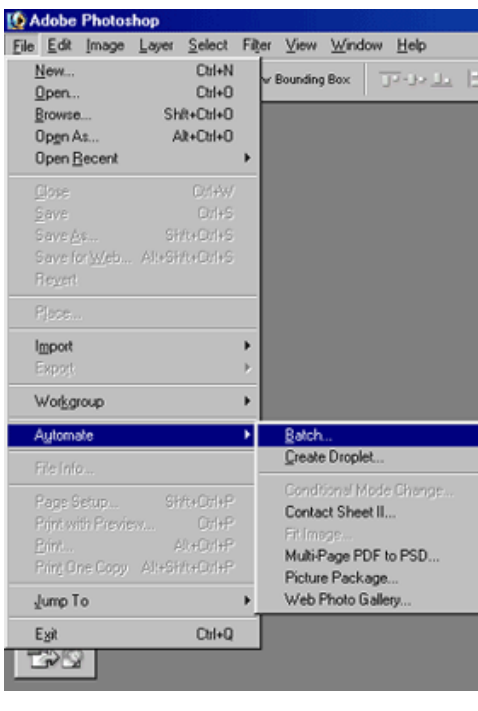 Adobe Photoshop
File Edit Image Layer Select Filter View Window Help
New... Ctrl+N
Open... Ctrl+O
Browse... Shft+Ctrl+O
Open As... Alt+Ctrl+O
Open Recent
Bounding Box
Close Ctrl+W
Save Ctrl+S
Save As... Shft+Ctrl+S
Save for Web... Alt+Shft+Ctrl+S
Revert
Place...
Import
Export
Workgroup
Automate
File Info...
Page Setup... Shft+Ctrl+P
Print with Preview... Ctrl+P
Print... Alt+Ctrl+P
Print One Copy Alt+Shft+Ctrl+P
Jump To
Exit Ctrl+Q
Batch...
Create Droplet...
Conditional Mode Change...
Contact Sheet II...
Fit Image...
Multi-Page PDF to PSD...
Picture Package...
Web Photo Gallery...